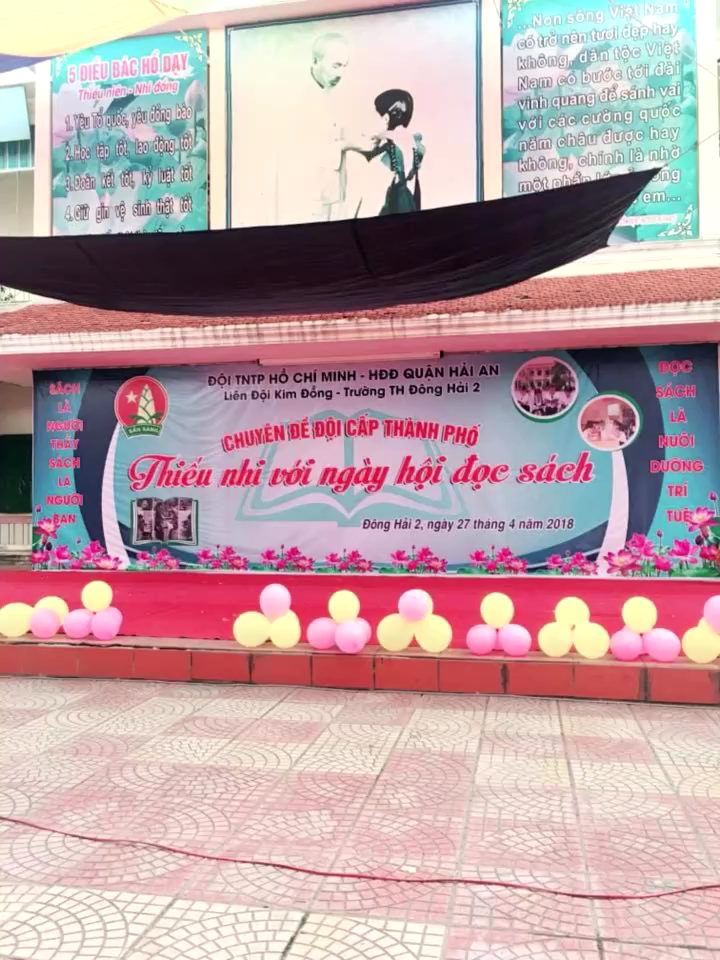 5 ĐIỀU BÁC HỒ DẠY
Thiếu niên - Nhi đồng
1. Yêu Tổ quốc, yêu đồng bào
2. Học tập tốt, lao động tốt
3. Đoàn kết tốt, kỷ luật tốt
4. Giữ gìn vệ sinh thật tốt
...Non sông Việt Nam
có trở nên tươi đẹp hay
không, dân tộc Việt
Nam có bước tới đài
vinh quang để sánh vai
với các cường quốc
năm châu được hay
không, chính là nhờ
một phần
em...
ĐỘI TNTP HỒ CHÍ MINH - HĐĐ QUẬN HẢI AN
Liên Đội Kim Đồng - Trường TH Đông Hải 2
CHUYÊN ĐỀ ĐỘI CẤP THÀNH PHỐ
Thiếu nhi với ngày hội đọc sách
Đông Hải 2, ngày 27 tháng 4 năm 2018
SẴN SÀNG
SÁCH
LÀ
NGƯỜI
THẦY
SÁCH
LÀ
NGƯỜI
BẠN
ĐỌC
SÁCH
LÀ
NUÔI
DƯỠNG
TRÍ
TUỆ